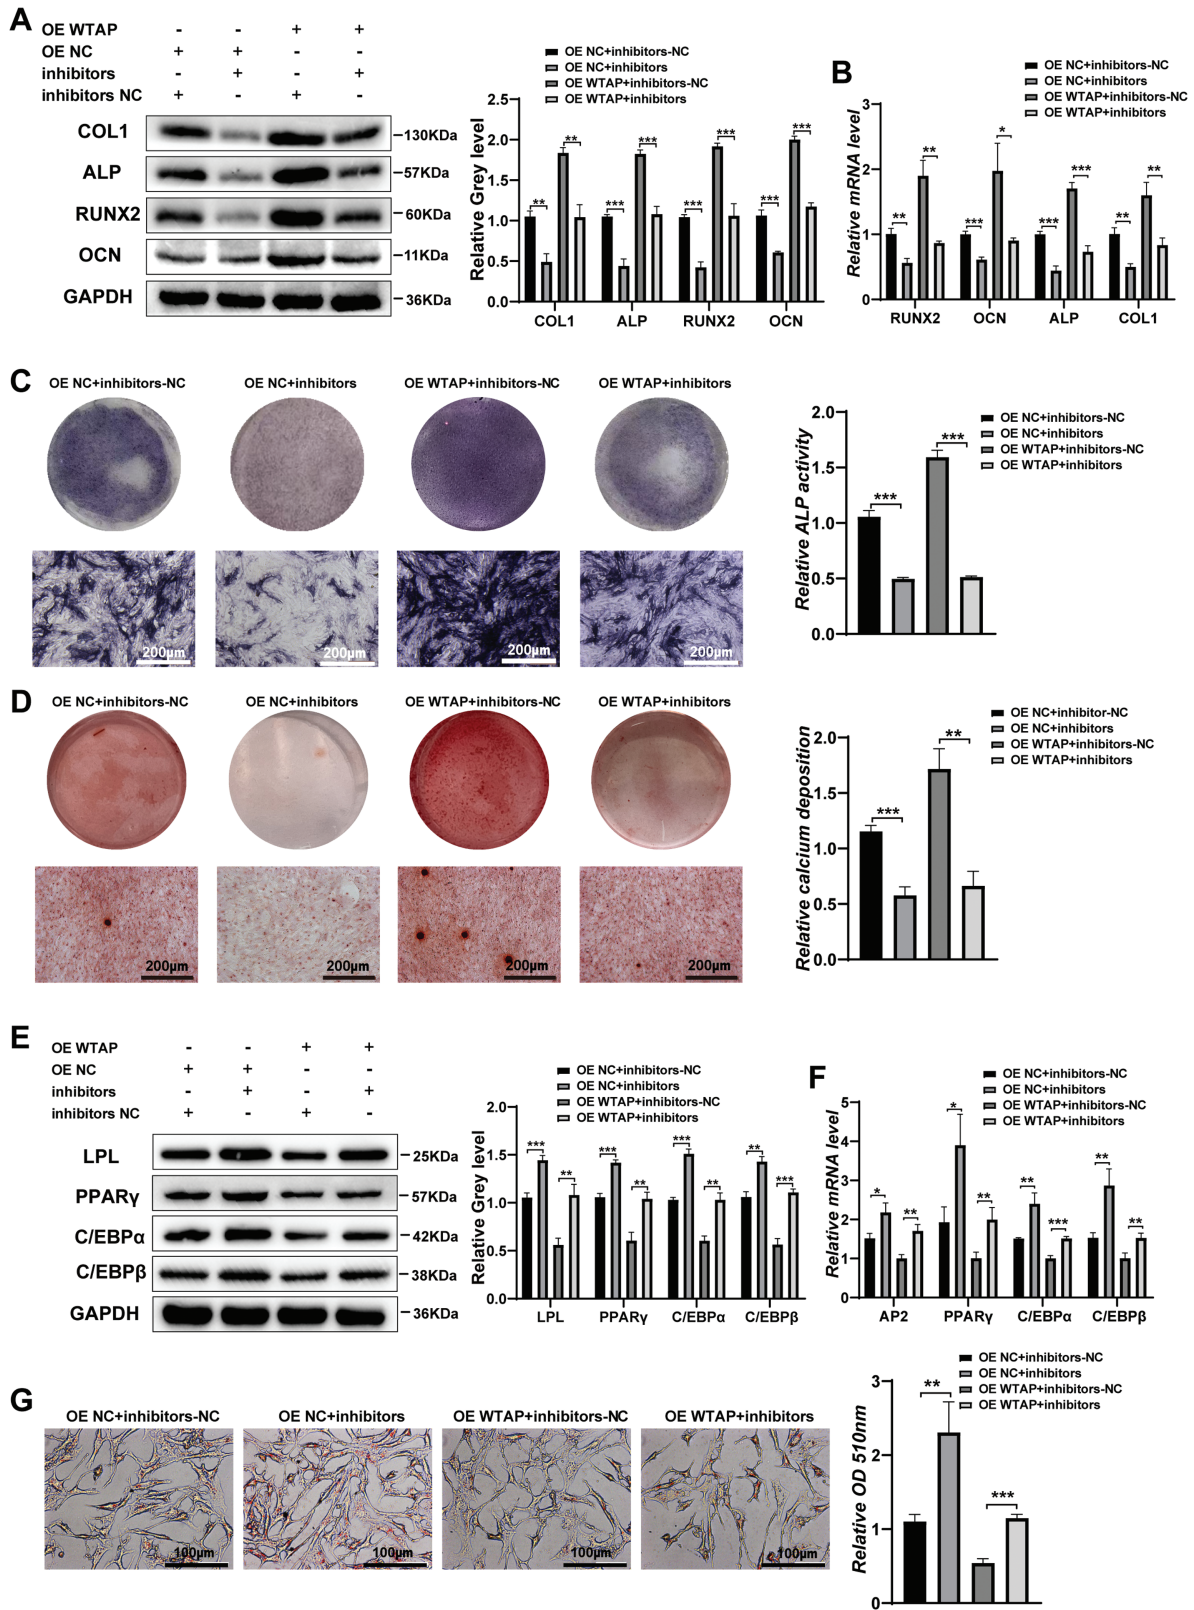 A
OE WTAP - - + +
OE NC + + - -
inhibitors - + - +
inhibitors NC + - + -
COL1 -130KDa
ALP -57KDa
RUNX2 -60KDa
OCN -11KDa
GAPDH -36KDa
OE NC+inhibitors-NC
OE NC+inhibitors
OE WTAP+inhibitors-NC
OE WTAP+inhibitors
Relative Grey level
2.5
2.0
1.5
1.0
0.5
0.0
** ** *** *** *** *** *** ***
COL1 ALP RUNX2 OCN
B
OE NC+inhibitors-NC
OE NC+inhibitors
OE WTAP+inhibitors-NC
OE WTAP+inhibitors
Relative mRNA level
3
2
1
0
** ** *** * *** *** ** **
RUNX2 OCN ALP COL1
C
OE NC+inhibitors-NC OE NC+inhibitors OE WTAP+inhibitors-NC OE WTAP+inhibitors
200μm 200μm 200μm 200μm
OE NC+inhibitors-NC
OE NC+inhibitors
OE WTAP+inhibitors-NC
OE WTAP+inhibitors
Relative ALP activity
2.0
1.5
1.0
0.5
0.0
*** ***
D
OE NC+inhibitors-NC OE NC+inhibitors OE WTAP+inhibitors-NC OE WTAP+inhibitors
200μm 200μm 200μm 200μm
OE NC+inhibitor-NC
OE NC+inhibitors
OE WTAP+inhibitors-NC
OE WTAP+inhibitors
Relative calcium deposition
2.0
1.5
1.0
0.5
0.0
*** **
E
OE WTAP - - + +
OE NC + + - -
inhibitors - + - +
inhibitors NC + - + -
LPL -25KDa
PPARγ -57KDa
C/EBPα -42KDa
C/EBPβ -38KDa
GAPDH -36KDa
OE NC+inhibitors-NC
OE NC+inhibitors
OE WTAP+inhibitors-NC
OE WTAP+inhibitors
Relative Grey level
2.0
1.5
1.0
0.5
0.0
*** ** *** ** *** ** ** ***
LPL PPARγ C/EBPα C/EBPβ
F
OE NC+inhibitors-NC
OE NC+inhibitors
OE WTAP+inhibitors-NC
OE WTAP+inhibitors
Relative mRNA level
5
4
3
2
1
0
* ** * ** ** *** ** **
AP2 PPARγ C/EBPα C/EBPβ
G
OE NC+inhibitors-NC OE NC+inhibitors OE WTAP+inhibitors-NC OE WTAP+inhibitors
100μm 100μm 100μm 100μm
OE NC+inhibitors-NC
OE NC+inhibitors
OE WTAP+inhibitors-NC
OE WTAP+inhibitors
Relative OD 510nm
3
2
1
0
** ***